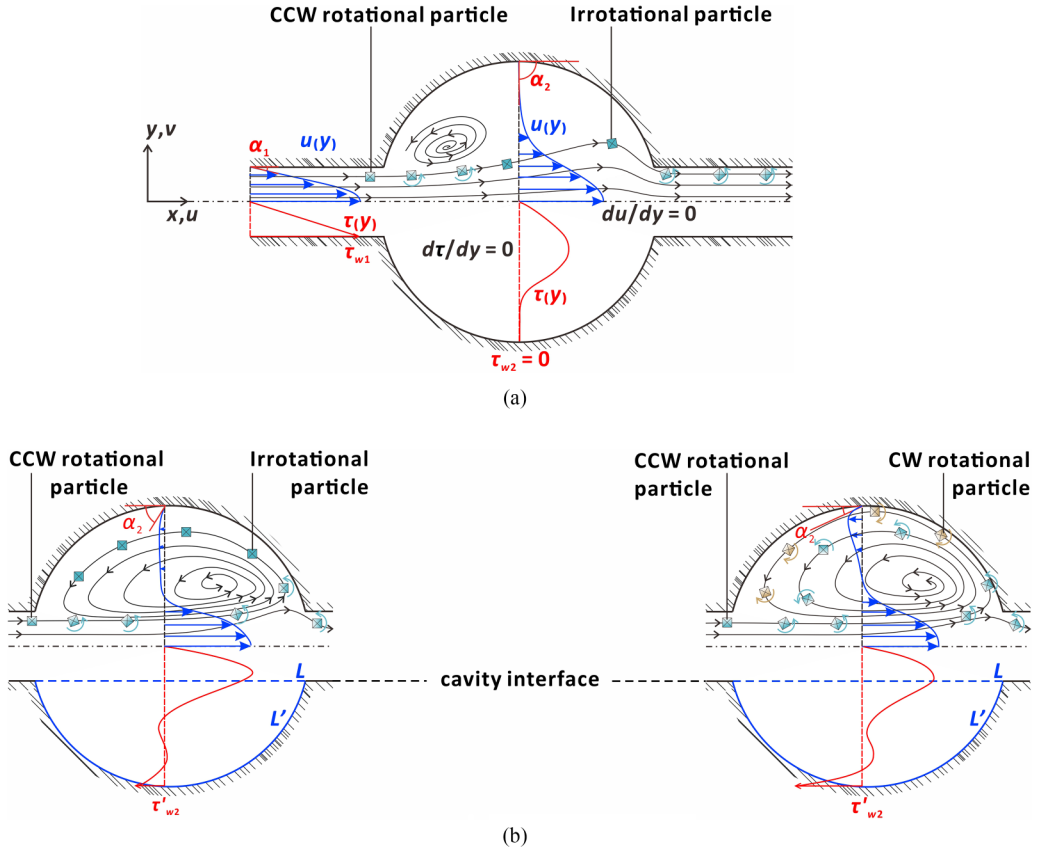 CCW rotational particle
Irrotational particle
α₂
y,v
α₁
u(y)
u(y)
x,u
τ(y)
du/dy = 0
τw1
dτ/dy = 0
τ(y)
τw2 = 0
(a)
CCW rotational
particle
Irrotational
particle
CCW rotational
particle
CW rotational
particle
α₂
α₂
L
cavity interface
L
L'
L'
τ'w2
τ'w2
(b)